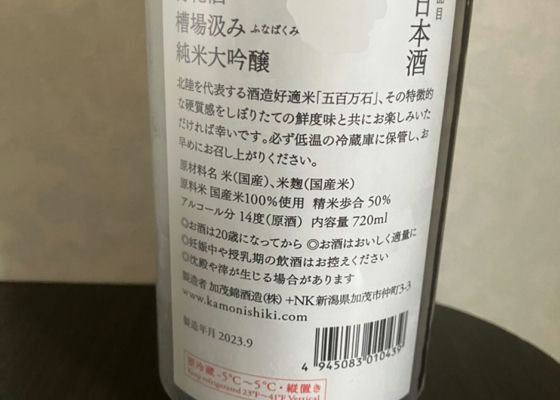 日本酒
槽場汲み ふなばくみ
純米大吟醸
北陸を代表する酒造好適米「五百万石」、その特徴的
な硬質感をしぼりたての鮮度味と共にお楽しみいた
だければ幸いです。必ず低温の冷蔵庫に保管し、お
早めにお召し上がりください。
原材料名 米(国産)、米麹(国産米)
原料米 国産米100%使用 精米歩合 50%
アルコール分 14度(原酒) 内容量 720ml
◎お酒は20歳になってから ◎お酒はおいしく適量に
◎妊娠中や授乳期の飲酒はお控えください
◎沈殿や滓が生じる場合があります
製造者 加茂錦酒造(株) +NK 新潟県加茂市仲町3-3
www.kamonishiki.com
製造年月 2023.9
4 945083 010439
要冷蔵 -5℃〜5℃・縦置き
Keep refrigerated 23°F〜41°F Vertical